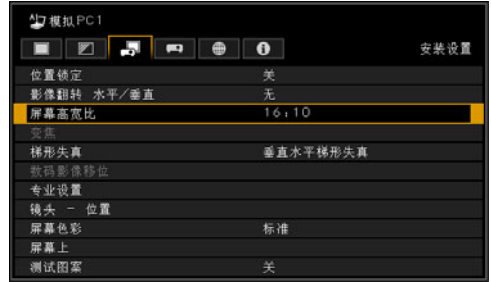 模拟PC1
安装设置
位置锁定 关
影像翻转 水平/垂直 无
屏幕高宽比 16:10
变焦
梯形失真 垂直水平梯形失真
数码影像移位
专业设置
镜头 - 位置
屏幕色彩 标准
屏幕上
测试图案 关